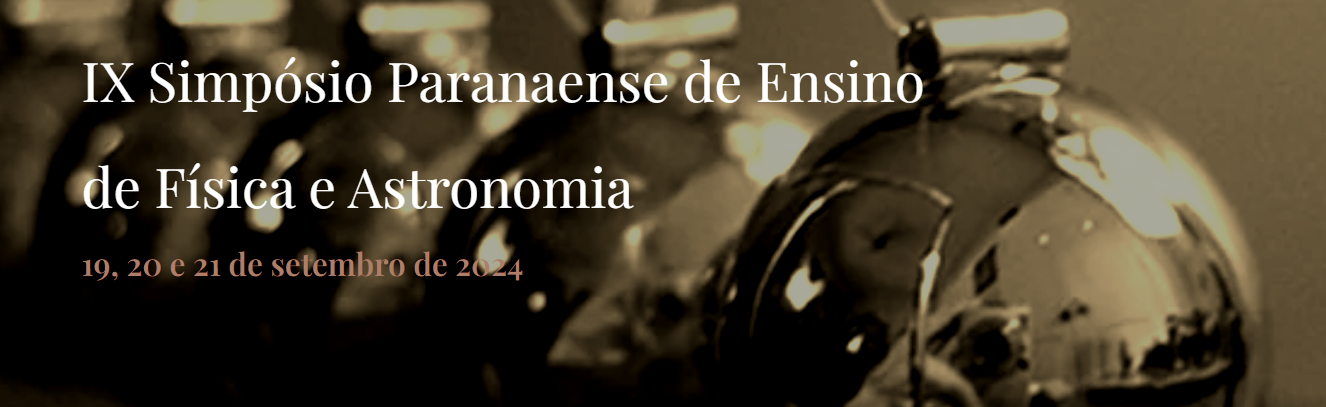 IX Simpósio Paranaense de Ensino
de Física e Astronomia
19, 20 e 21 de setembro de 2024